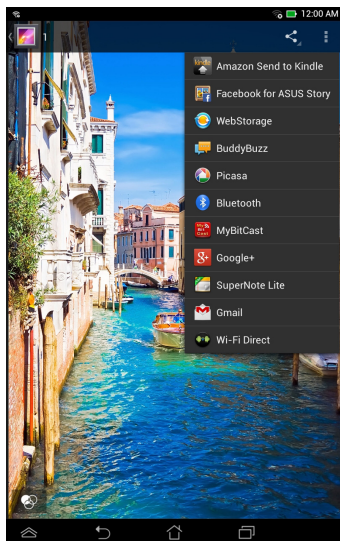 12:00 AM
1
Amazon Send to Kindle
Facebook for ASUS Story
WebStorage
BuddyBuzz
Picasa
Bluetooth
MyBitCast
Google+
SuperNote Lite
Gmail
Wi-Fi Direct